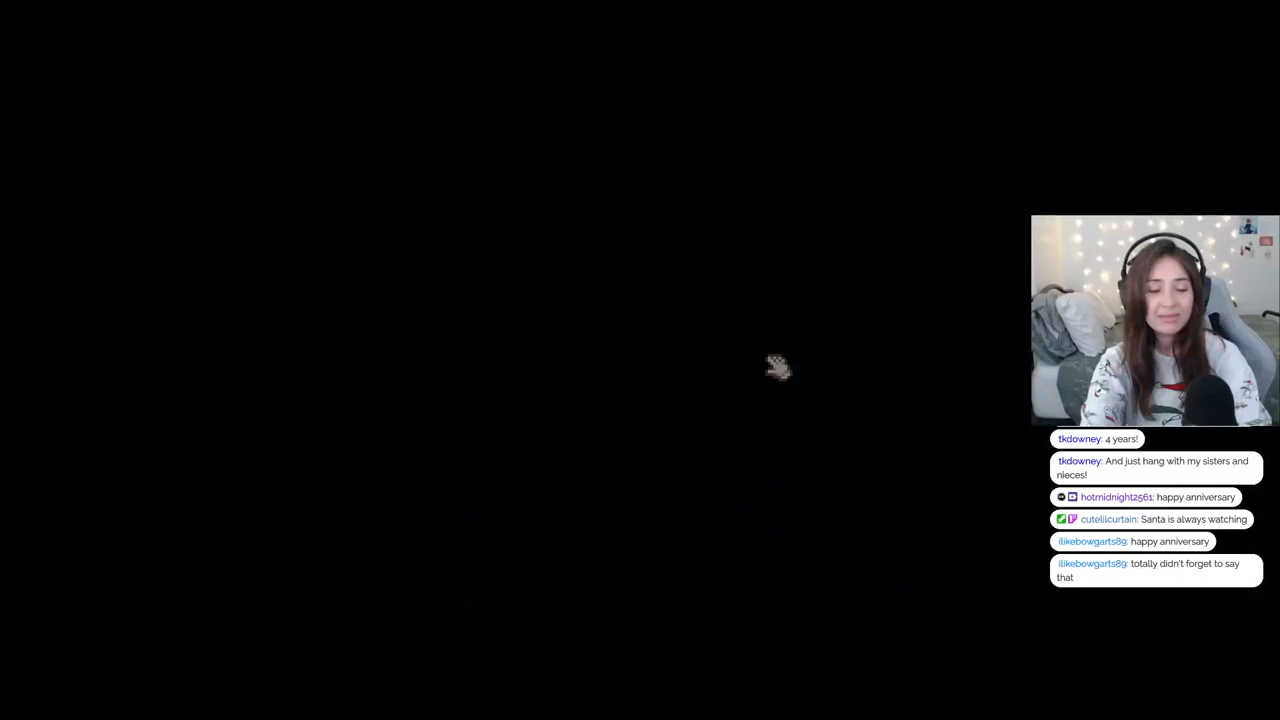 tkdowney: 4 years!
tkdowney: And just hang with my sisters and
nieces!
hotmidnight2561: happy anniversary
cutelilcurtain: Santa is always watching
ilikebowgarts89: happy anniversary
ilikebowgarts89: totally didn't forget to say
that